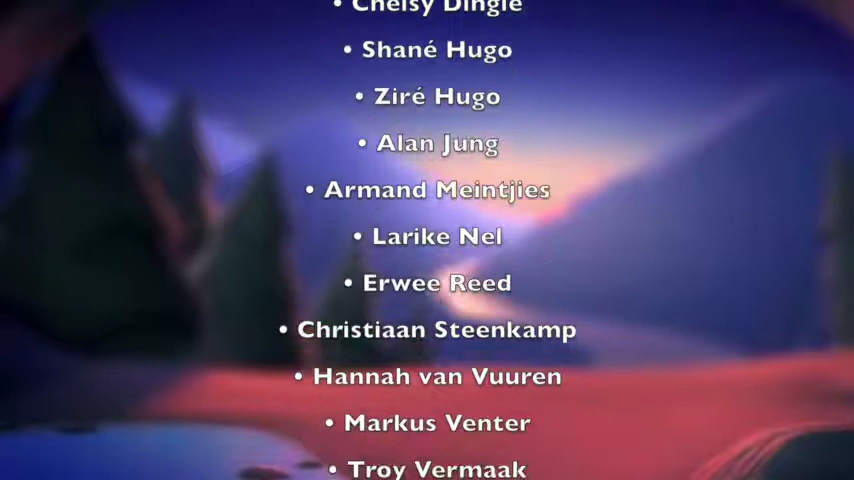 • Chelsy Dingle
• Shané Hugo
• Ziré Hugo
• Alan Jung
• Armand Meintjies
• Larike Nel
• Erwee Reed
• Christiaan Steenkamp
• Hannah van Vuuren
• Markus Venter
• Troy Vermaak